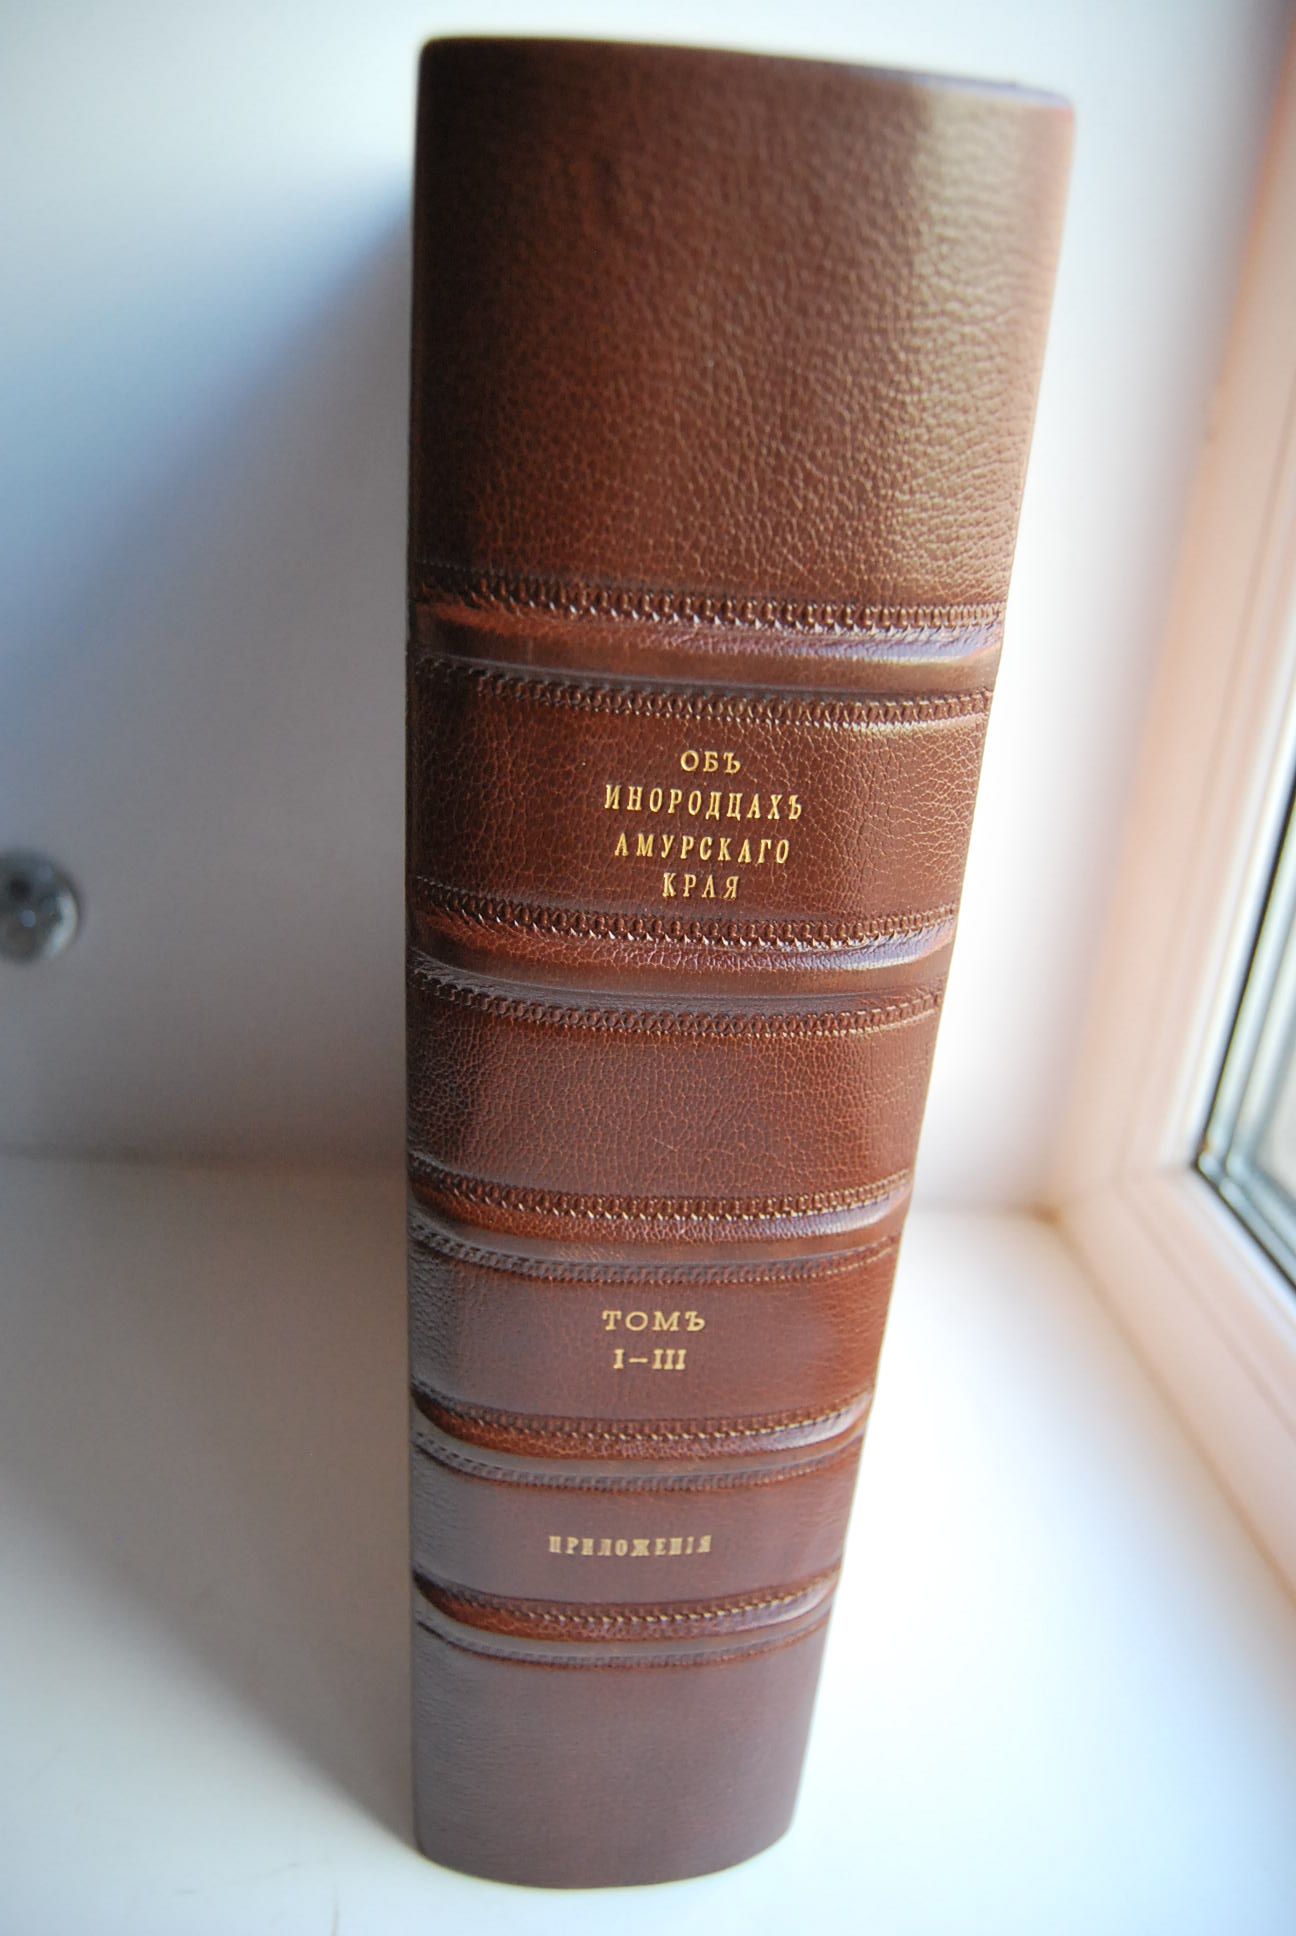 ОБЪ
ИНОРОДЦАХЪ
АМУРСКАГО
КРАЯ
ТОМЪ
I–III
ПРИЛОЖЕНІЯ